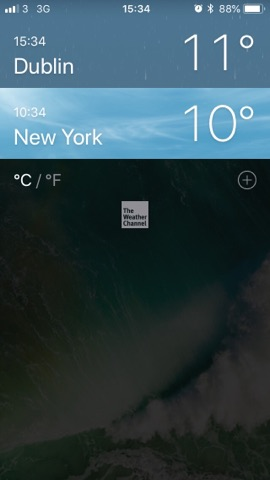 3 3G 15:34 88%
15:34
Dublin 11°
10:34
New York 10°
°C / °F
The
Weather
Channel